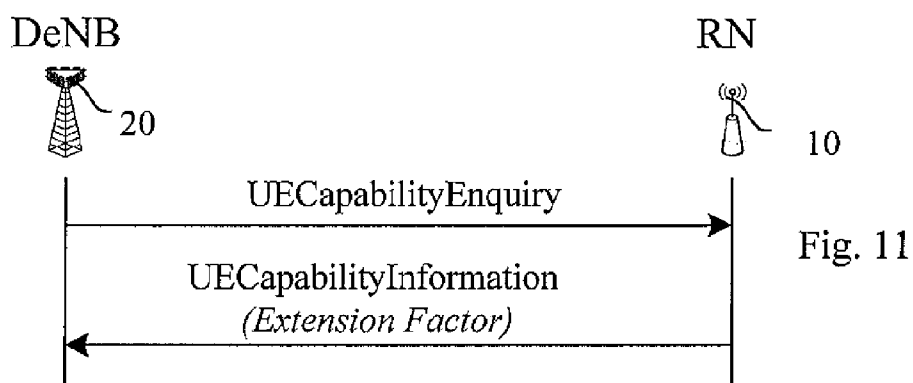 DeNB
RN
20
10
UECapabilityEnquiry
Fig. 11
UECapabilityInformation
(Extension Factor)